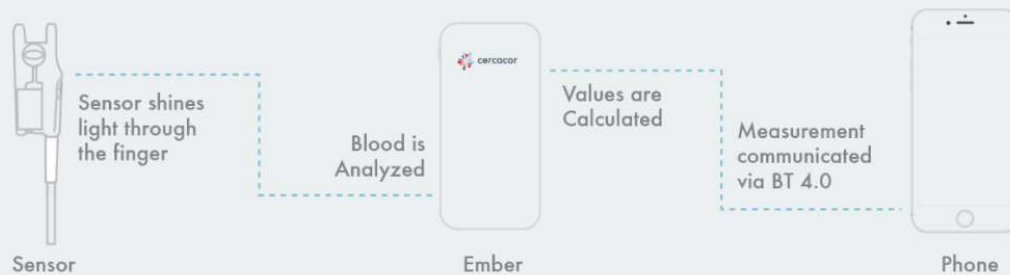 cercacor
Sensor shines
light through
the finger
Blood is
Analyzed
Values are
Calculated
Measurement
communicated
via BT 4.0
Sensor
Ember
Phone